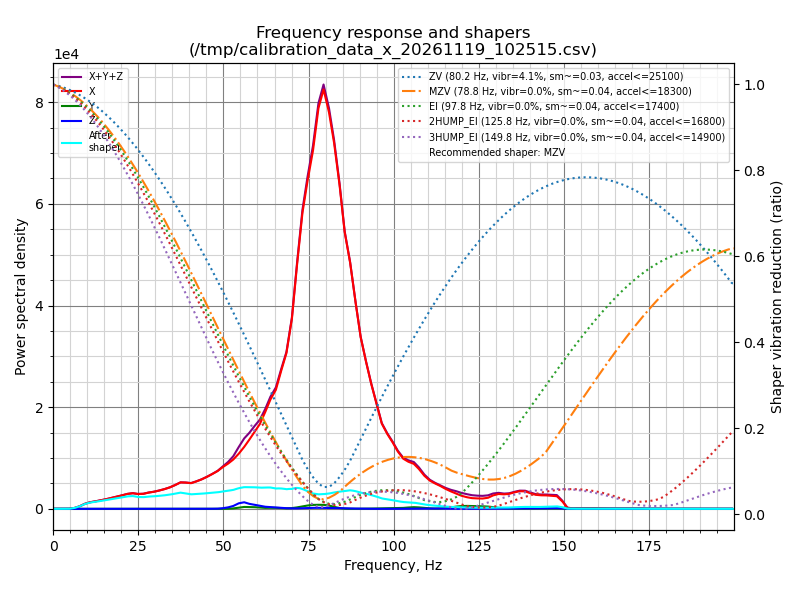 Frequency response and shapers
(/tmp/calibration_data_x_20261119_102515.csv)
1e4
X+Y+Z
X
Y
Z
After
shaper
ZV (80.2 Hz, vibr=4.1%, sm~=0.03, accel<=25100)
MZV (78.8 Hz, vibr=0.0%, sm~=0.04, accel<=18300)
EI (97.8 Hz, vibr=0.0%, sm~=0.04, accel<=17400)
2HUMP_EI (125.8 Hz, vibr=0.0%, sm~=0.04, accel<=16800)
3HUMP_EI (149.8 Hz, vibr=0.0%, sm~=0.04, accel<=14900)
Recommended shaper: MZV
8
6
4
2
0
Power spectral density
1.0
0.8
0.6
0.4
0.2
0.0
Shaper vibration reduction (ratio)
0 25 50 75 100 125 150 175
Frequency, Hz